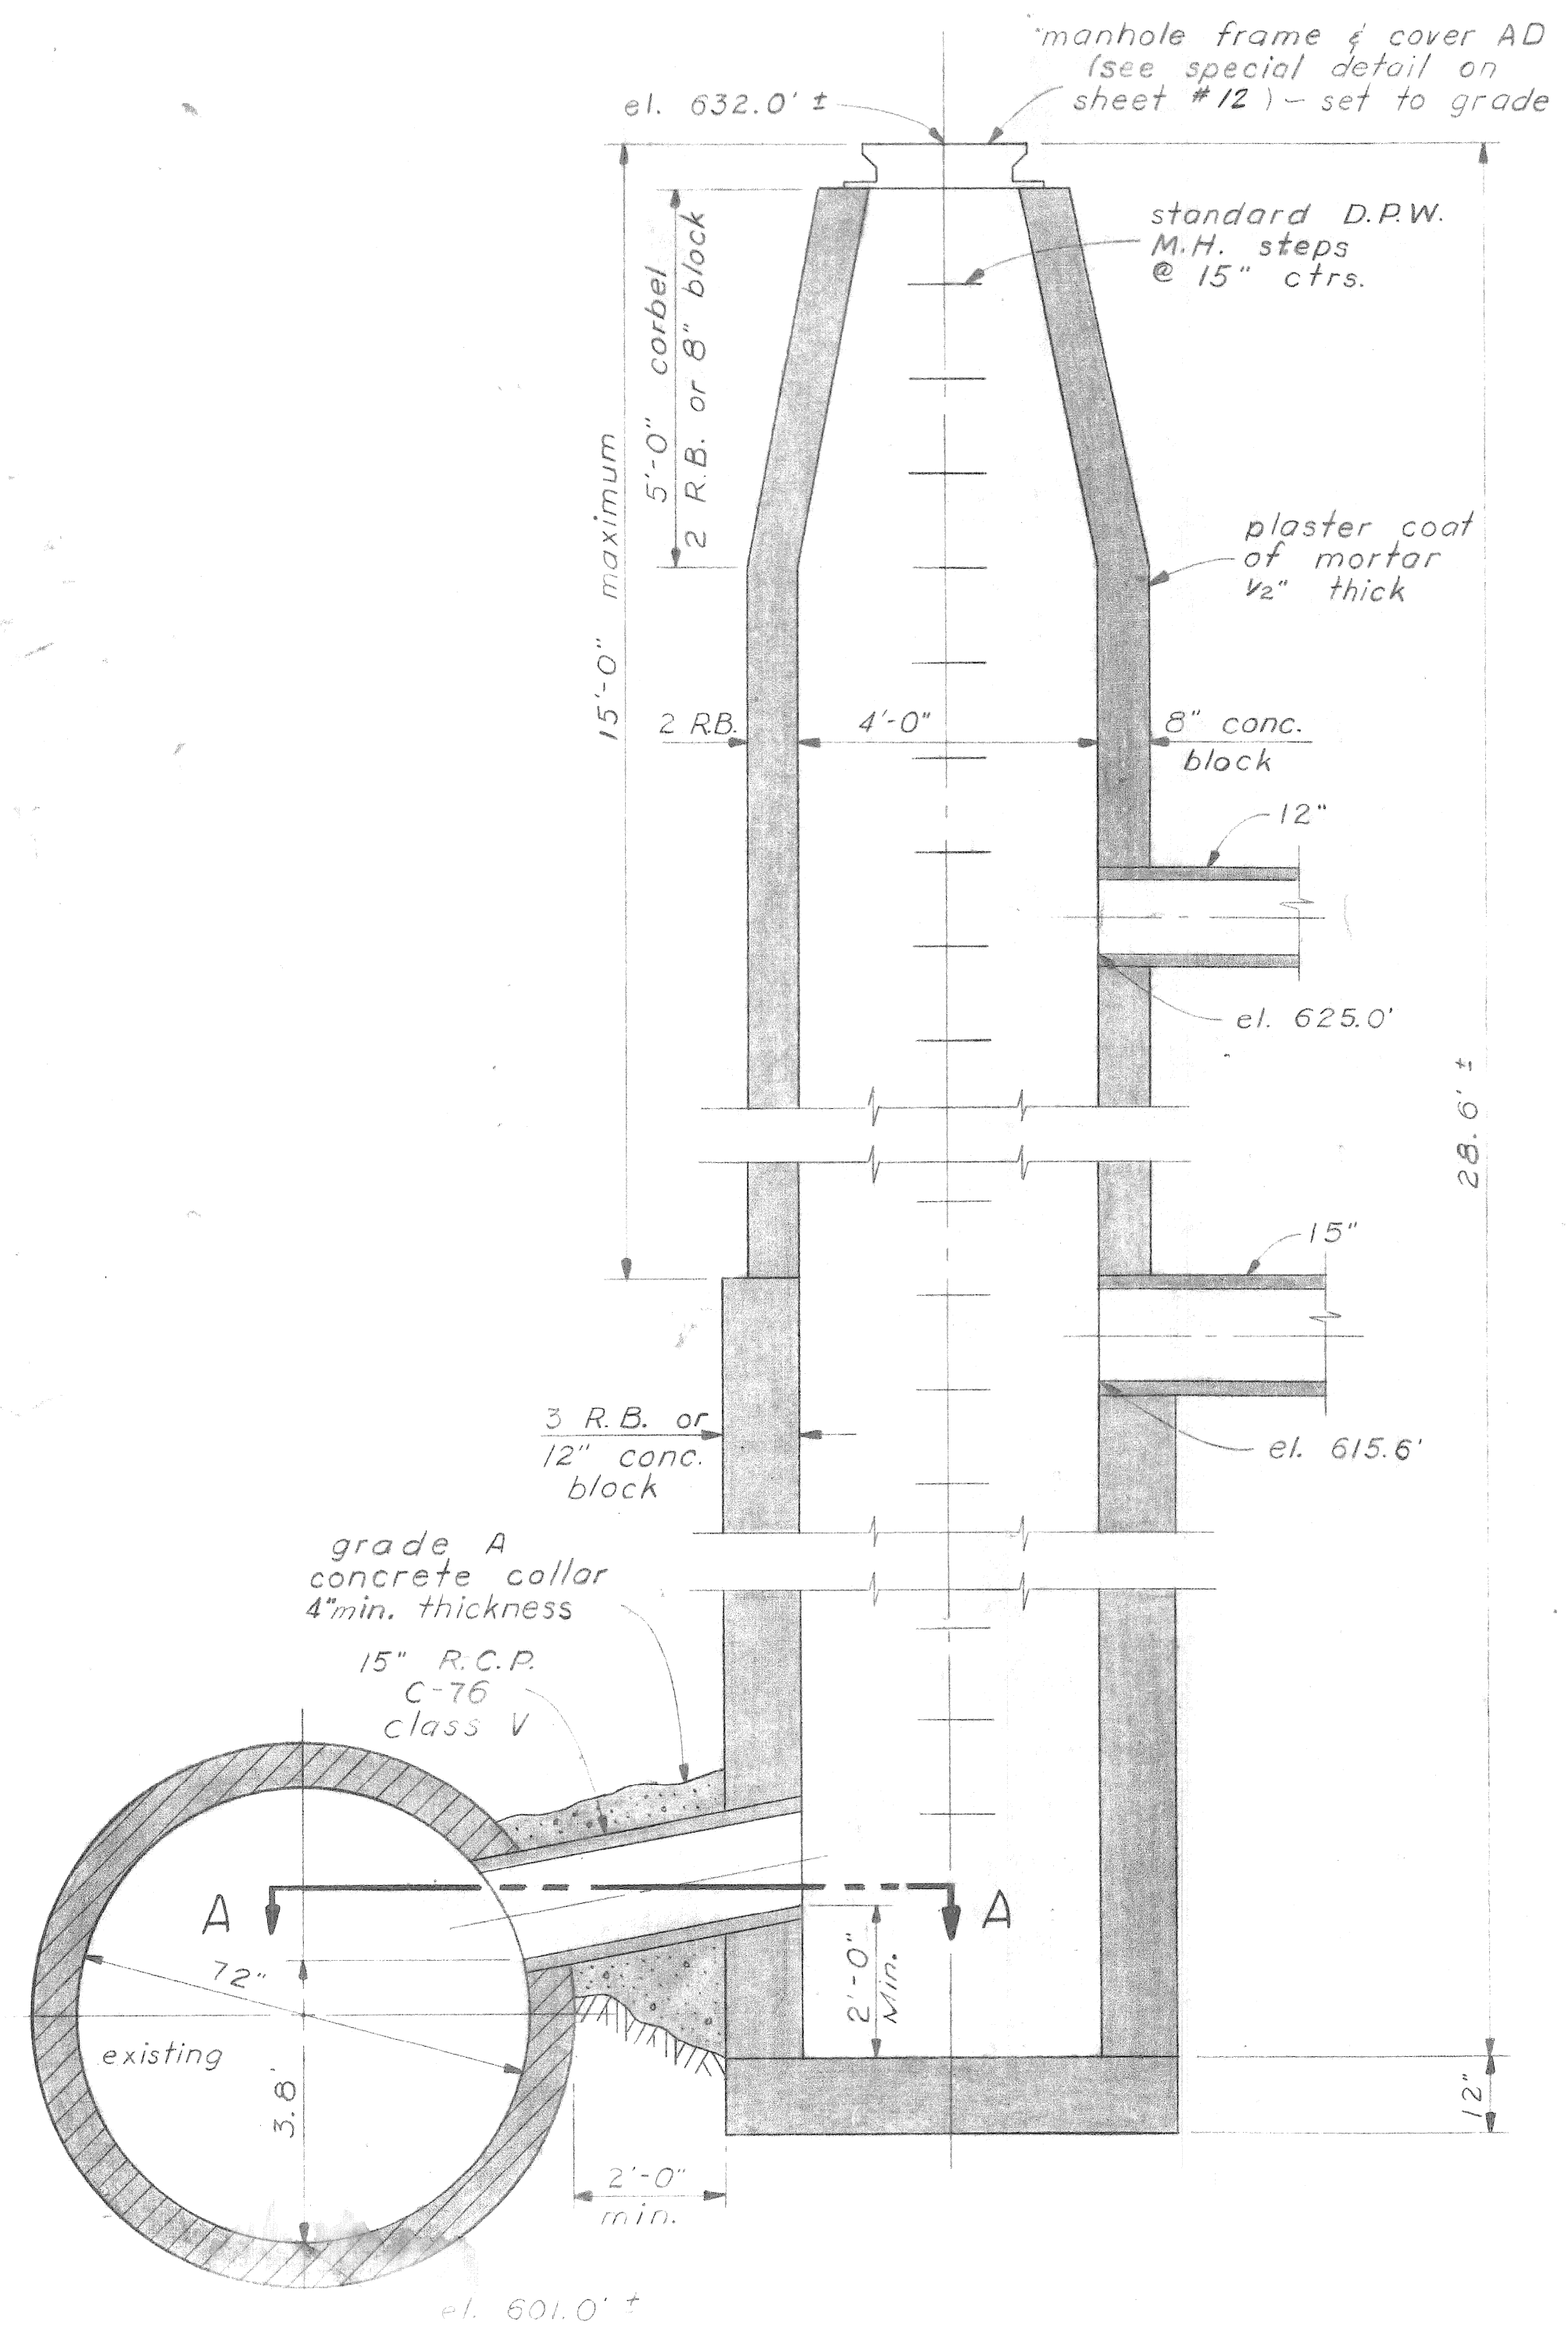 manhole frame & cover AD
(see special detail on
sheet #12) - set to grade
el. 632.0' ±
standard D.P.W.
M.H. steps
@ 15" ctrs.
5'-0" corbel
2 R.B. or 8" block
15'-0" maximum
plaster coat
of mortar
1/2" thick
2 R.B.
4'-0"
8" conc.
block
12"
el. 625.0'
28.6' ±
15"
el. 615.6'
3 R.B. or
12" conc.
block
grade A
concrete collar
4"min. thickness
15" R.C.P.
C-76
class V
A
A
72"
existing
3.8'
2'-0"
Min.
12"
2'-0"
min.
el. 601.0' ±